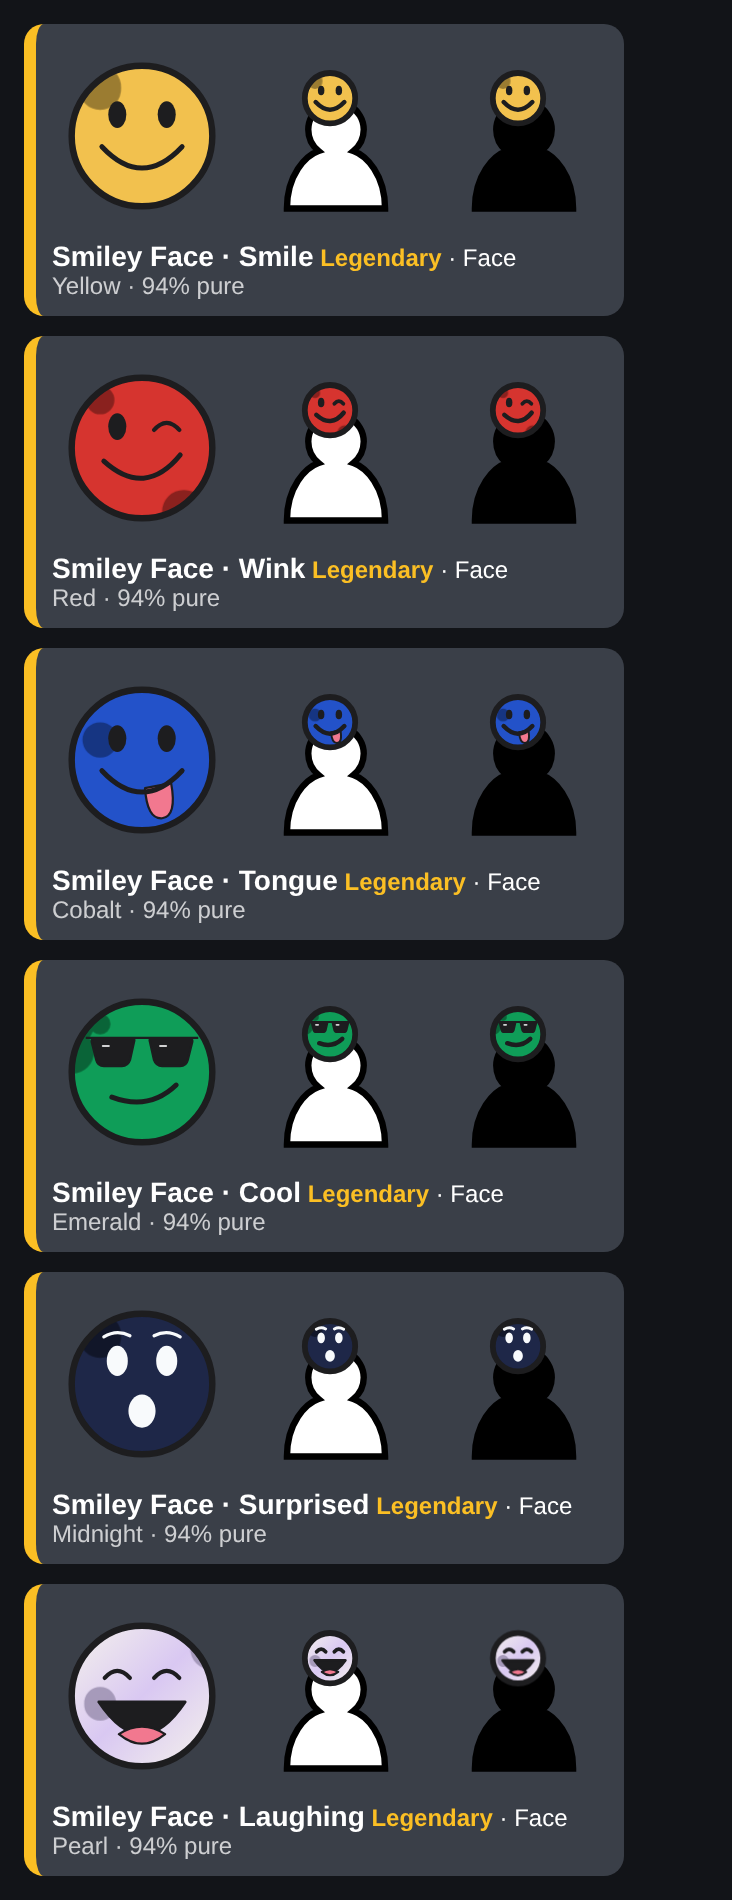 Smiley Face · Smile Legendary · Face
Yellow · 94% pure
Smiley Face · Wink Legendary · Face
Red · 94% pure
Smiley Face · Tongue Legendary · Face
Cobalt · 94% pure
Smiley Face · Cool Legendary · Face
Emerald · 94% pure
Smiley Face · Surprised Legendary · Face
Midnight · 94% pure
Smiley Face · Laughing Legendary · Face
Pearl · 94% pure